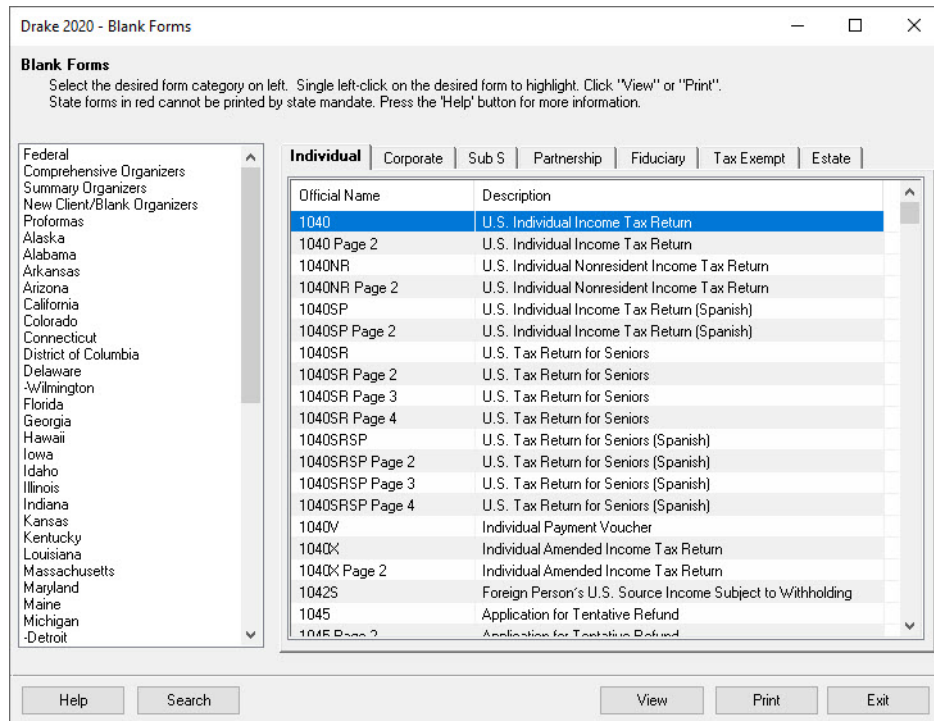 Drake 2020 - Blank Forms
Blank Forms
Select the desired form category on left. Single left-click on the desired form to highlight. Click "View" or "Print".
State forms in red cannot be printed by state mandate. Press the 'Help' button for more information.
Federal
Comprehensive Organizers
Summary Organizers
New Client/Blank Organizers
Proformas
Alaska
Alabama
Arkansas
Arizona
California
Colorado
Connecticut
District of Columbia
Delaware
-Wilmington
Florida
Georgia
Hawaii
Iowa
Idaho
Illinois
Indiana
Kansas
Kentucky
Louisiana
Massachusetts
Maryland
Maine
Michigan
-Detroit
Individual Corporate Sub S Partnership Fiduciary Tax Exempt Estate
Official Name Description
1040 U.S. Individual Income Tax Return
1040 Page 2 U.S. Individual Income Tax Return
1040NR U.S. Individual Nonresident Income Tax Return
1040NR Page 2 U.S. Individual Nonresident Income Tax Return
1040SP U.S. Individual Income Tax Return (Spanish)
1040SP Page 2 U.S. Individual Income Tax Return (Spanish)
1040SR U.S. Tax Return for Seniors
1040SR Page 2 U.S. Tax Return for Seniors
1040SR Page 3 U.S. Tax Return for Seniors
1040SR Page 4 U.S. Tax Return for Seniors
1040SRSP U.S. Tax Return for Seniors (Spanish)
1040SRSP Page 2 U.S. Tax Return for Seniors (Spanish)
1040SRSP Page 3 U.S. Tax Return for Seniors (Spanish)
1040SRSP Page 4 U.S. Tax Return for Seniors (Spanish)
1040V Individual Payment Voucher
1040X Individual Amended Income Tax Return
1040X Page 2 Individual Amended Income Tax Return
1042S Foreign Person's U.S. Source Income Subject to Withholding
1045 Application for Tentative Refund
1045 Page 2 Application for Tentative Refund
Help Search View Print Exit